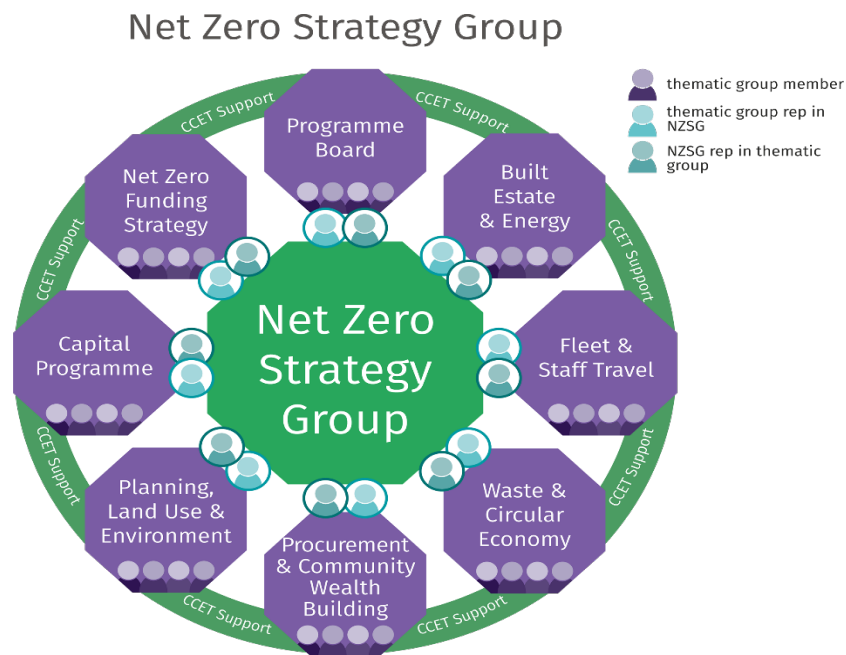 Net Zero Strategy Group
thematic group member
thematic group rep in
NZSG
NZSG rep in thematic
group
CCET Support
CCET Support
Programme
Board
Net Zero
Funding
Strategy
Built
Estate
& Energy
CCET Support
CCET Support
Capital
Programme
Net Zero
Strategy
Group
Fleet &
Staff Travel
CCET Support
CCET Support
Planning,
Land Use &
Environment
Waste &
Circular
Economy
Procurement
& Community
Wealth
Building
CCET Support
CCET Support